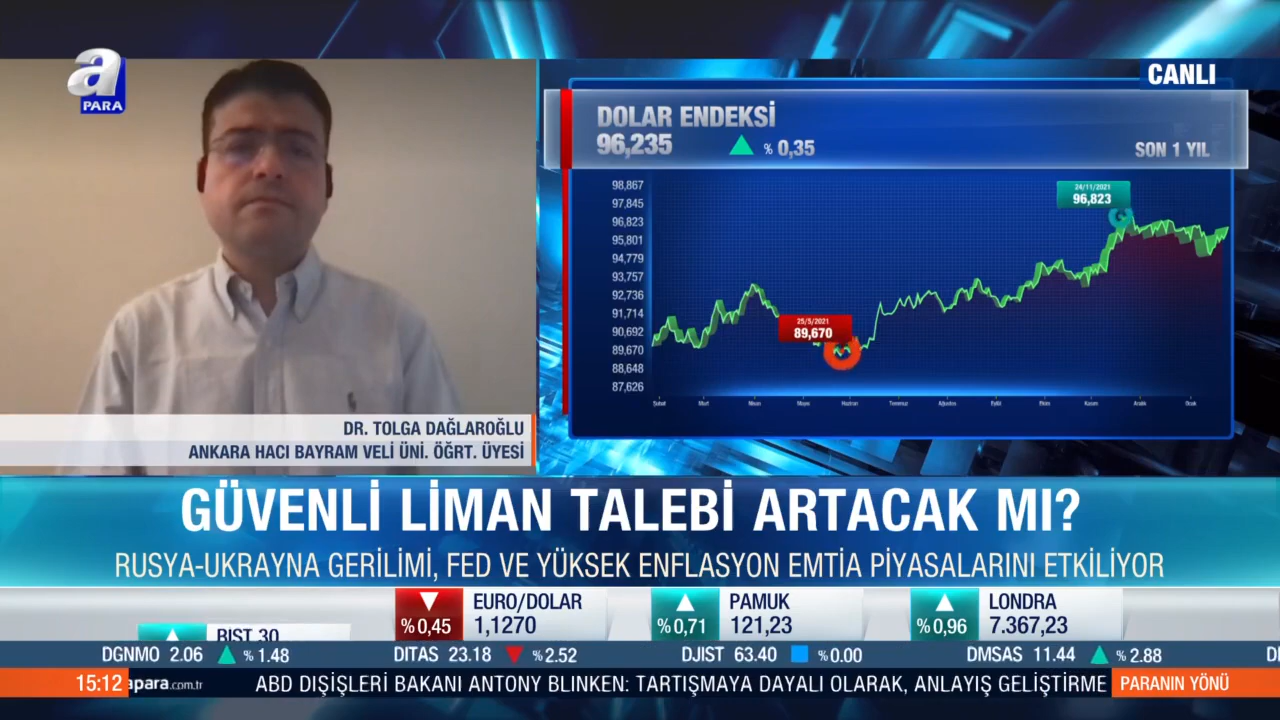 a
PARA
CANLI
DOLAR ENDEKSİ
96,235
% 0,35
SON 1 YIL
98,867
97,845
96,823
95,801
94,779
93,757
92,736
91,714
90,692
89,670
88,648
87,626
24/11/2021
96,823
25/5/2021
89,670
Şubat Mart Nisan Mayıs Haziran Temmuz Ağustos Eylül Ekim Kasım Aralık Ocak
DR. TOLGA DAĞLAROĞLU
ANKARA HACI BAYRAM VELİ ÜNİ. ÖĞRT. ÜYESİ
GÜVENLİ LİMAN TALEBİ ARTACAK MI?
RUSYA-UKRAYNA GERİLİMİ, FED VE YÜKSEK ENFLASYON EMTİA PİYASALARINI ETKİLİYOR
BIST 30
% 0,45 EURO/DOLAR 1,1270
% 0,71 PAMUK 121,23
% 0,96 LONDRA 7.367,23
DGNMO 2.06 % 1.48 DITAS 23.18 % 2.52 DJIST 63.40 % 0.00 DMSAS 11.44 % 2.88
15:12 apara.com.tr ABD DIŞİŞLERİ BAKANI ANTONY BLINKEN: TARTIŞMAYA DAYALI OLARAK, ANLAYIŞ GELİŞTİRME PARANIN YÖNÜ